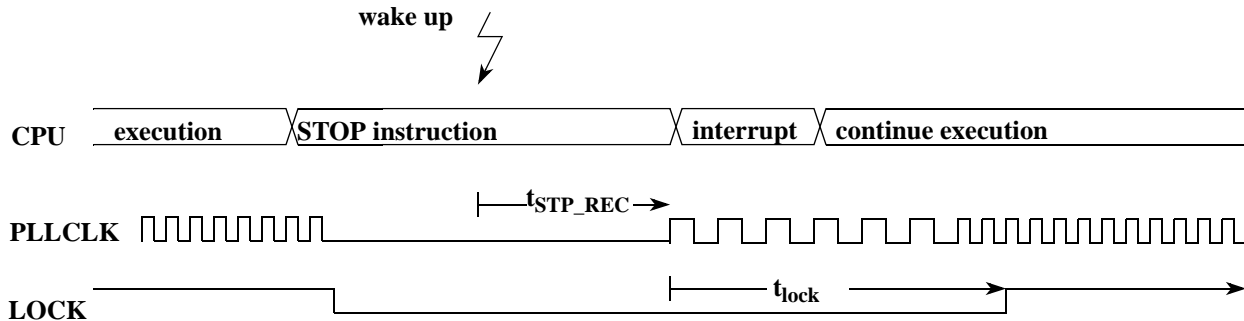 wake up
CPU execution STOP instruction interrupt continue execution
tSTP_REC
PLLCLK
tlock
LOCK